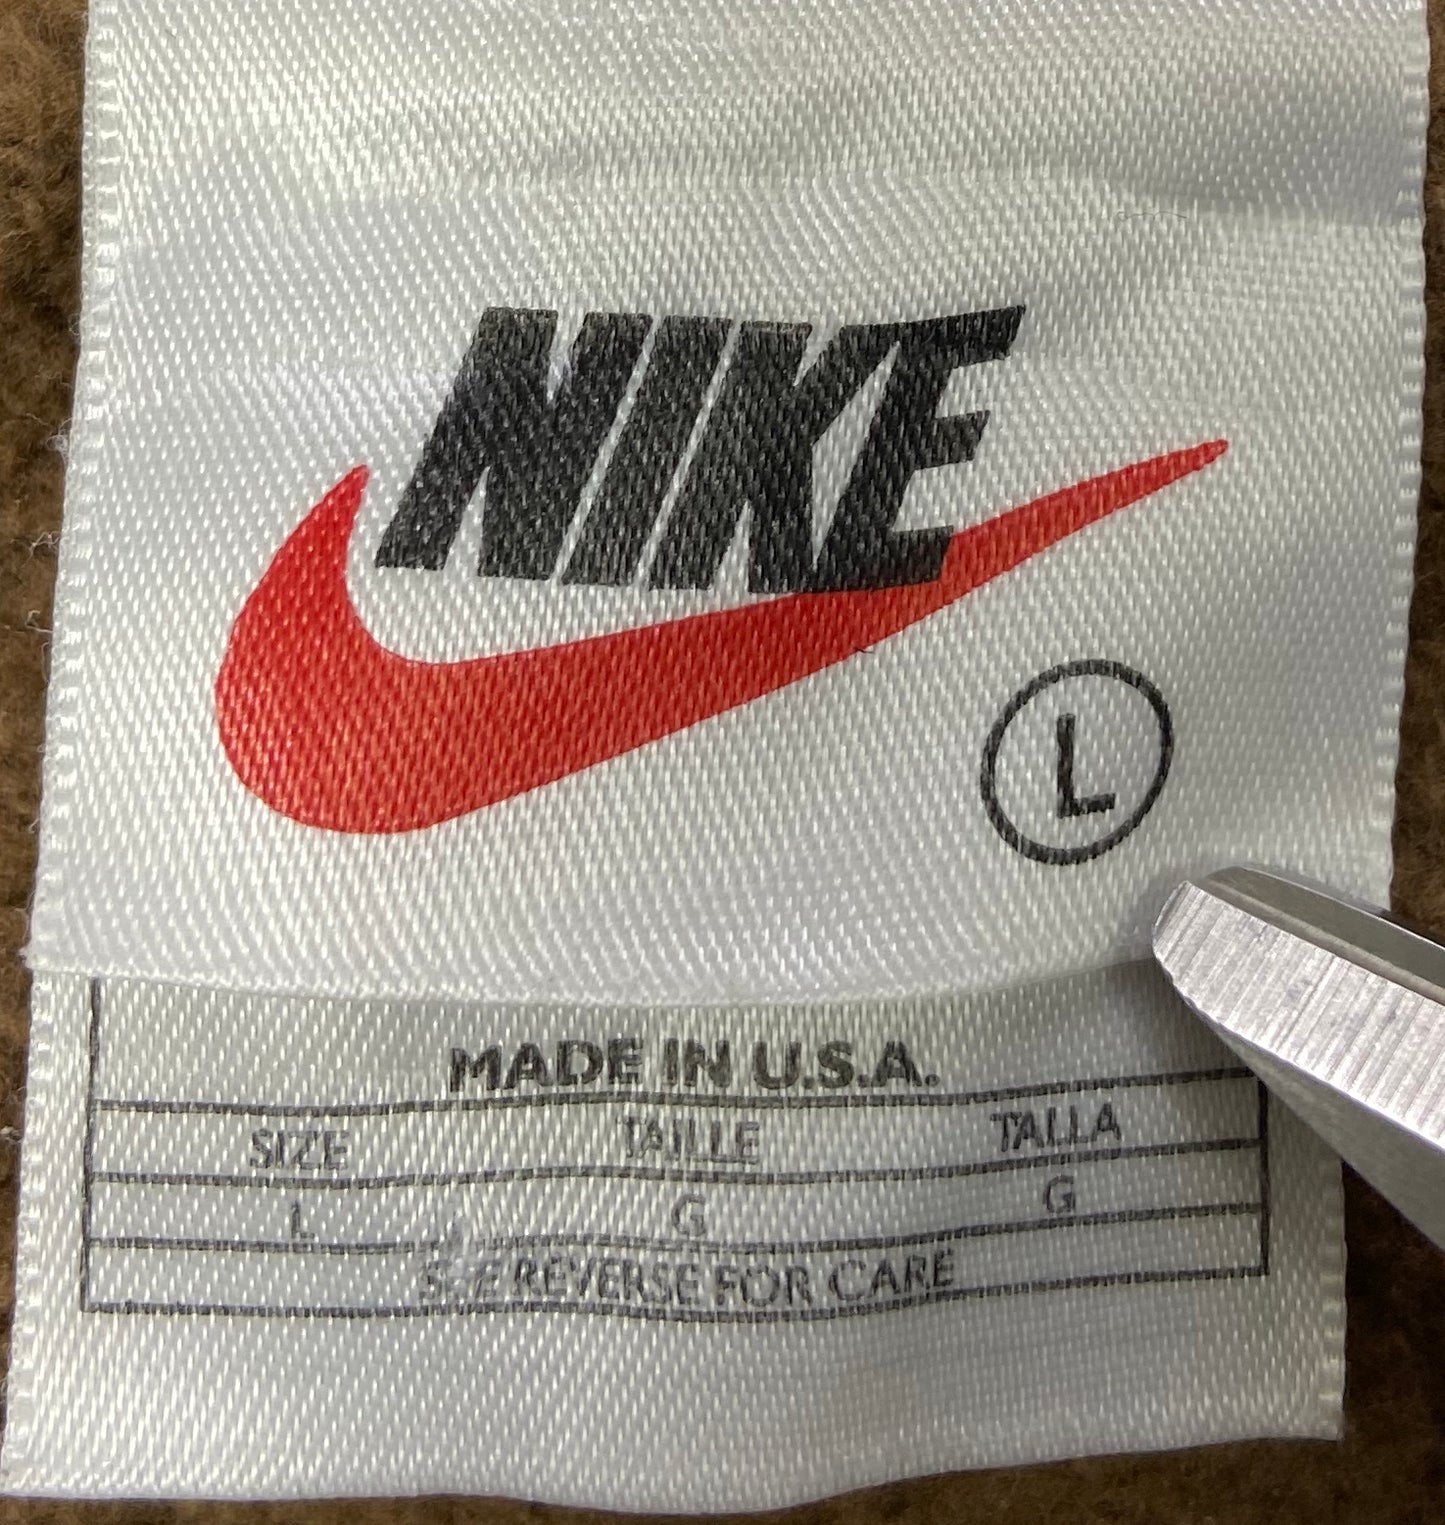 NIKE
L
MADE IN U.S.A.
SIZE TAILLE TALLA
L G G
SEE REVERSE FOR CARE